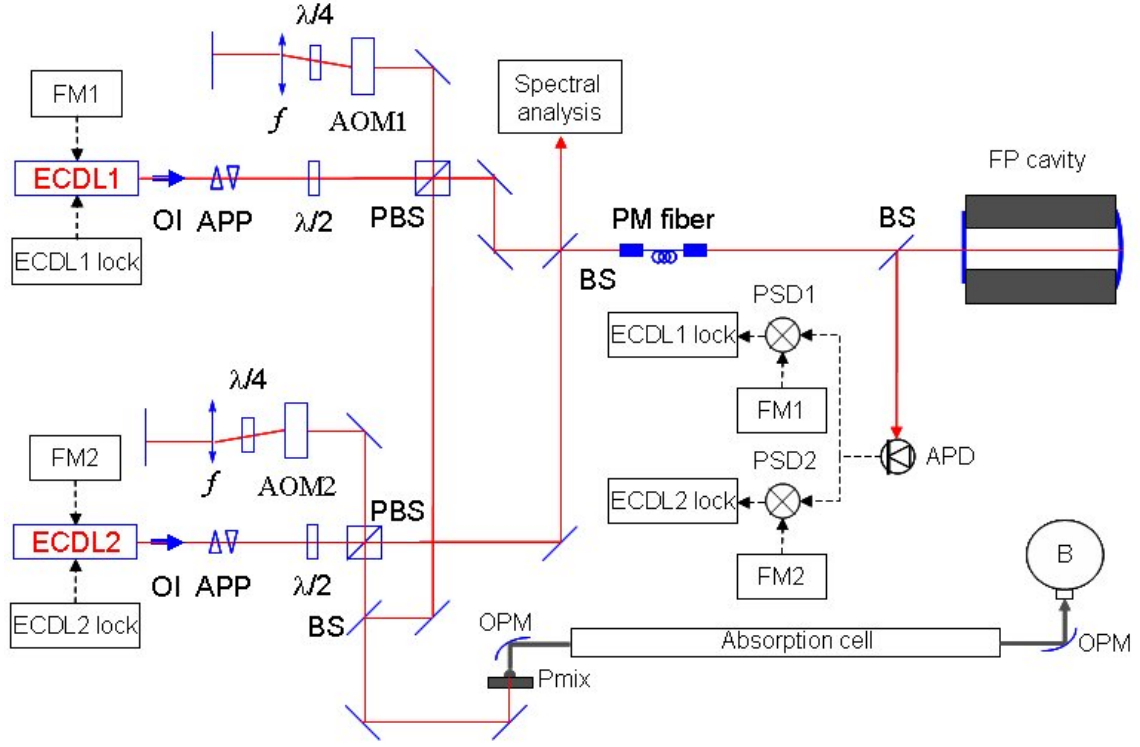 λ/4
FM1
f
AOM1
Spectral
analysis
ECDL1
OI
APP
λ/2
PBS
FP cavity
ECDL1 lock
PM fiber
BS
BS
PSD1
ECDL1 lock
FM1
λ/4
FM2
f
AOM2
PSD2
APD
ECDL2 lock
PBS
ECDL2
OI
APP
λ/2
FM2
B
ECDL2 lock
BS
OPM
Absorption cell
OPM
Pmix